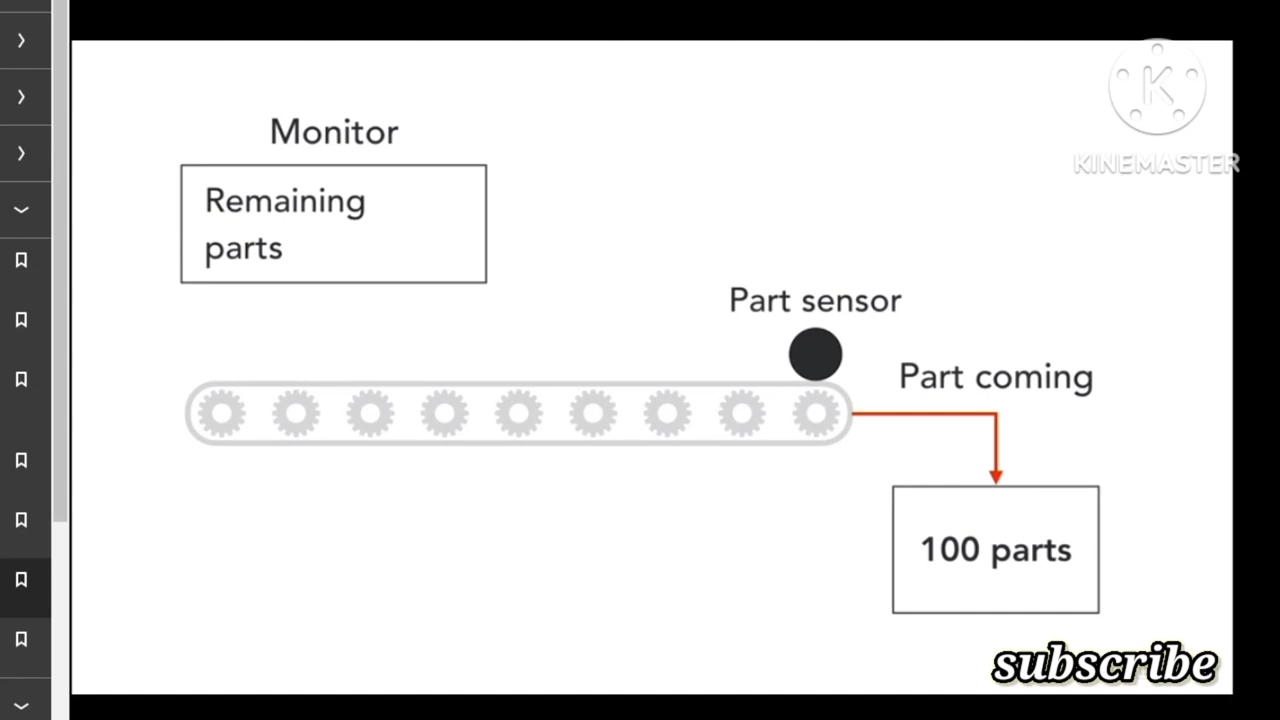 Monitor
Remaining
parts
Part sensor
Part coming
100 parts
K
KINEMASTER
subscribe